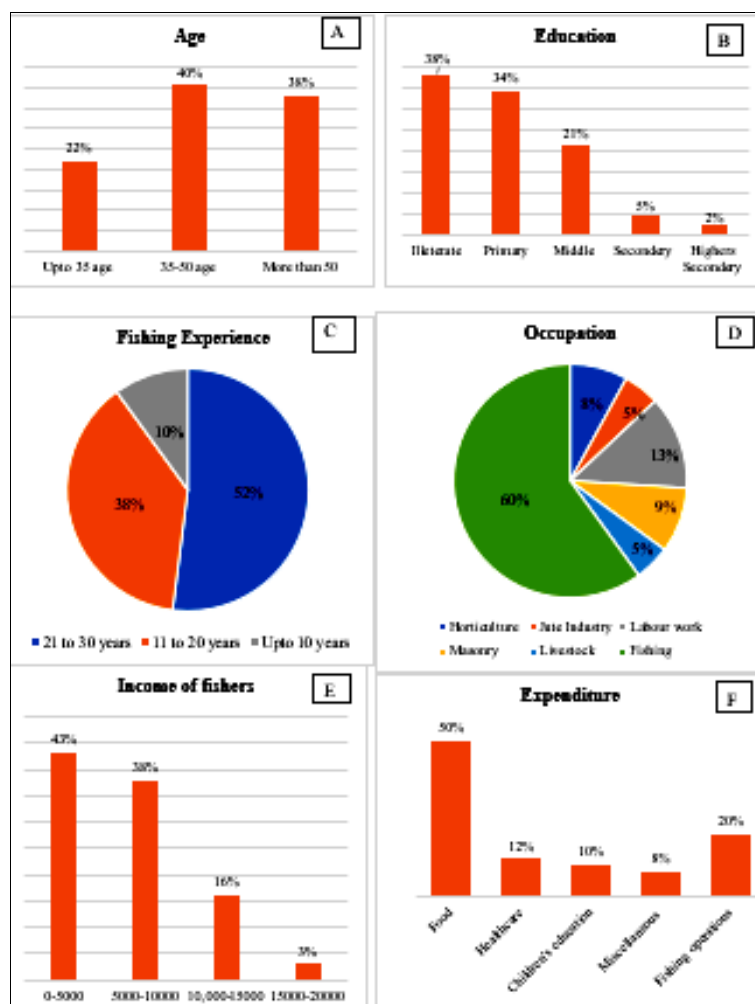 Age
A
22%
40%
38%
Upto 35 age
35-50 age
More than 50
Education
B
38%
34%
21%
5%
2%
Illeterate
Primary
Middle
Secondery
Highers
Secondery
Fishing Experience
C
10%
38%
52%
21 to 30 years
11 to 20 years
Upto 10 years
Occupation
D
8%
5%
13%
9%
5%
60%
Horticulture
Jute Industry
Labour work
Masonry
Livestock
Fishing
Income of fishers
E
43%
38%
16%
3%
0-5000
5000-10000
10,000-15000
15000-20000
Expenditure
F
50%
12%
10%
8%
20%
Food
Healthcare
Children's education
Miscellanous
Fishing operations